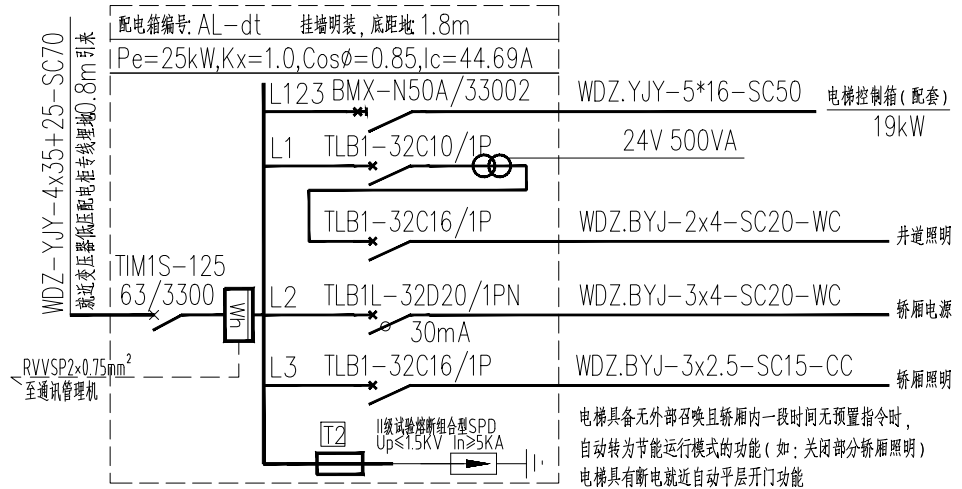 配电箱编号: AL-dt 挂墙明装, 底距地: 1.8m
Pe=25kW,Kx=1.0,Cosø=0.85,Ic=44.69A
WDZ-YJY-4x35+25-SC70
就近变压器低压配电柜专线埋地0.8m引来
L123 BMX-N50A/33002 WDZ.YJY-5*16-SC50 电梯控制箱(配套)
19kW
L1 TLB1-32C10/1P 24V 500VA
TLB1-32C16/1P WDZ.BYJ-2x4-SC20-WC 井道照明
TIM1S-125
63/3300
Wh
L2 TLB1L-32D20/1PN WDZ.BYJ-3x4-SC20-WC 轿厢电源
30mA
RVVSP2×0.75mm²
至通讯管理机
L3 TLB1-32C16/1P WDZ.BYJ-3x2.5-SC15-CC 轿厢照明
T2
II级试验熔断组合型SPD
Up≤1.5KV In≥5KA
电梯具备无外部召唤且轿厢内一段时间无预置指令时,
自动转为节能运行模式的功能(如:关闭部分轿厢照明)
电梯具有断电就近自动平层开门功能